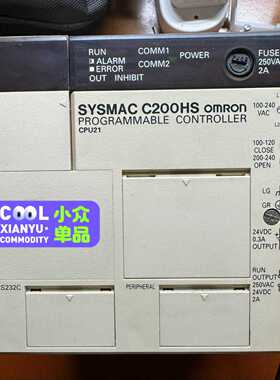 RUN COMM1 POWER FUSE
ALARM COMM2 250VAC
ERROR 2A
OUT INHIBIT
SYSMAC C200HS omron
PROGRAMMABLE CONTROLLER
CPU21
100-240
VAC
100-120
CLOSE
200-240
OPEN
LG
GR
COOL 小众
XIANYU 单品
COMMODITY
24VDC
0.3A
OUTPUT
S232C PERIPHERAL
RUN
OUTPUT
250VAC
24VDC
2A